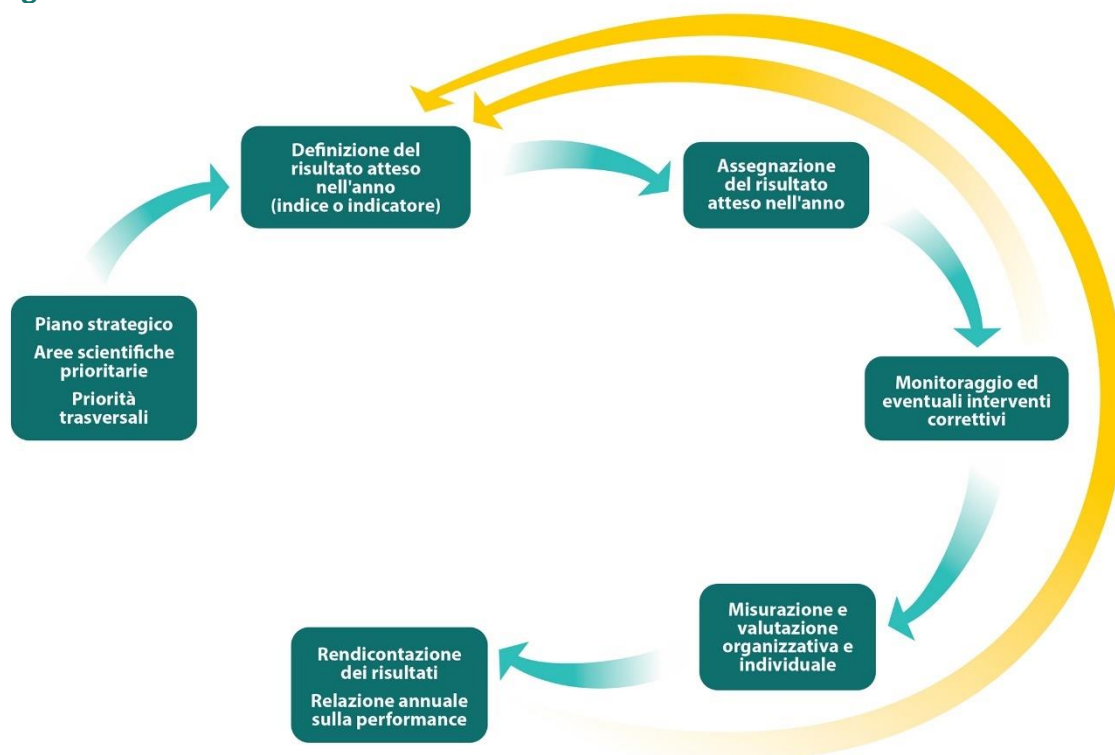 Definizione del
risultato atteso
nell'anno
(indice o indicatore)
Assegnazione
del risultato
atteso nell'anno
Piano strategico
Aree scientifiche
prioritarie
Priorità
trasversali
Monitoraggio ed
eventuali interventi
correttivi
Misurazione e
valutazione
organizzativa e
individuale
Rendicontazione
dei risultati
Relazione annuale
sulla performance